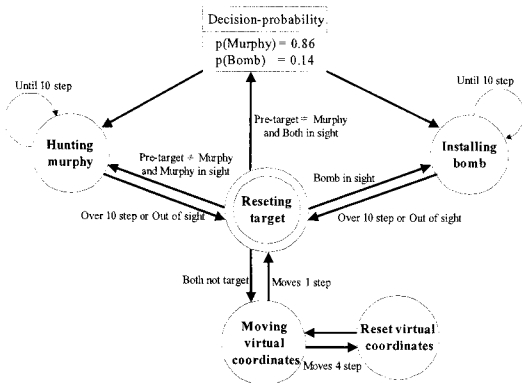 Decision-probability
p(Murphy) = 0.86
p(Bomb) = 0.14
Until 10 step
Until 10 step
Hunting
murphy
Pre-target = Murphy
and Both in sight
Installing
bomb
Pre-target ≠ Murphy
and Murphy in sight
Bomb in sight
Reseting
target
Over 10 step or Out of sight
Over 10 step or Out of sight
Both not target
Moves 1 step
Moving
virtual
coordinates
Reset virtual
coordinates
Moves 4 step